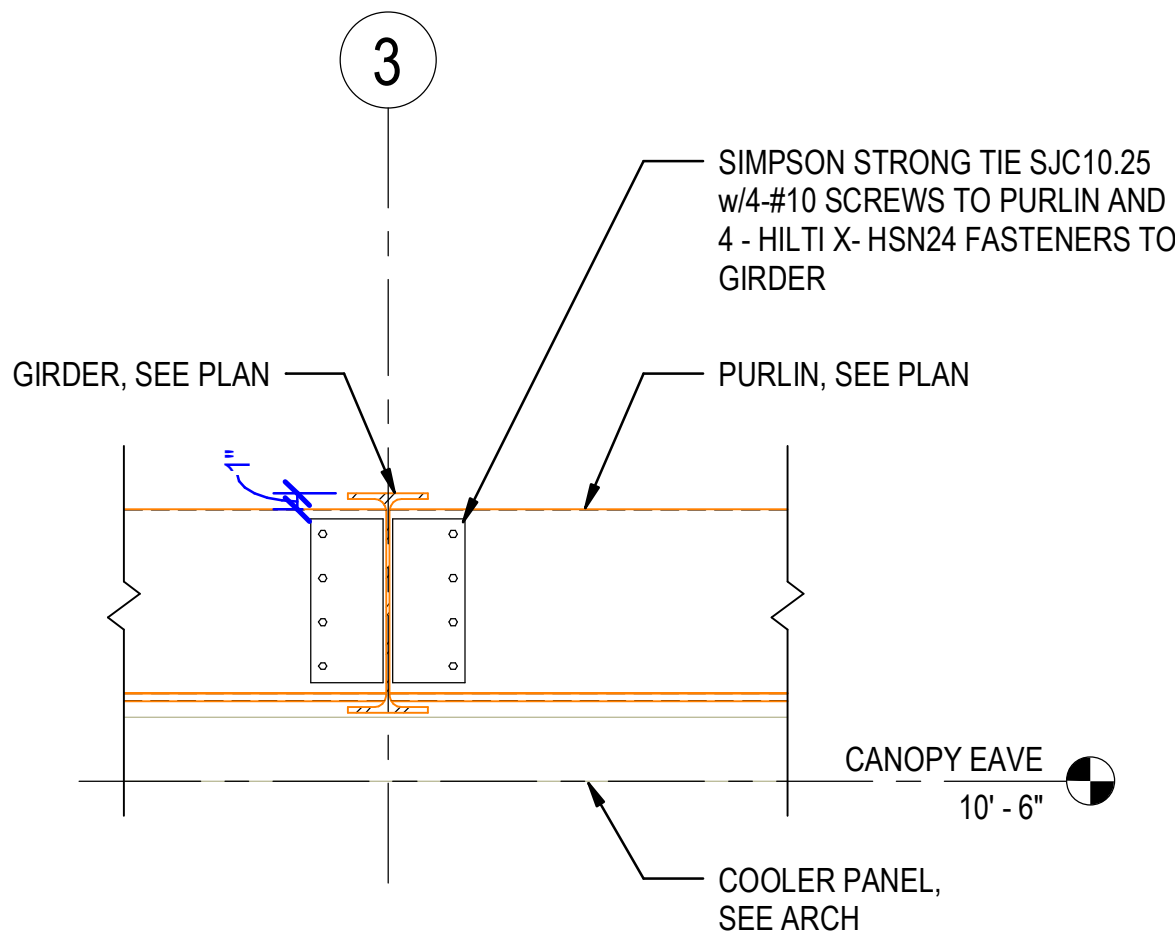 3
SIMPSON STRONG TIE SJC10.25
w/4-#10 SCREWS TO PURLIN AND
4 - HILTI X- HSN24 FASTENERS TO
GIRDER
GIRDER, SEE PLAN
PURLIN, SEE PLAN
1"
CANOPY EAVE
10' - 6"
COOLER PANEL,
SEE ARCH